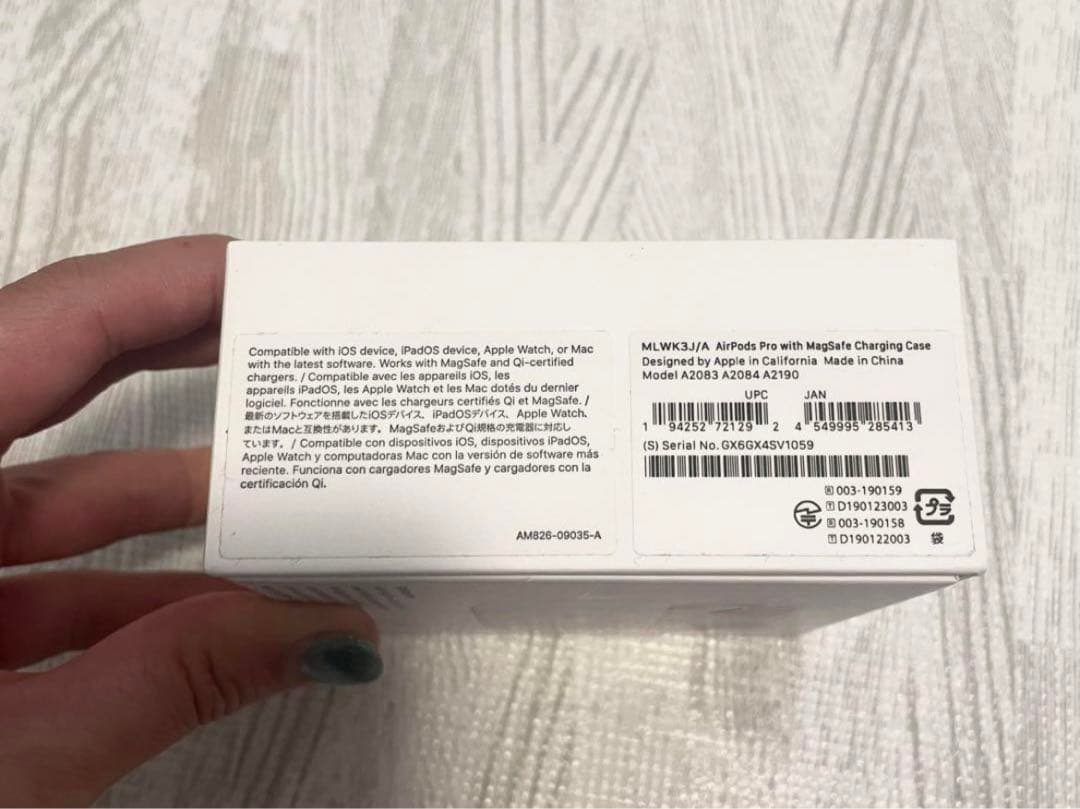 Compatible with iOS device, iPadOS device, Apple Watch, or Mac
with the latest software. Works with MagSafe and Qi-certified
chargers. / Compatible avec les appareils iOS, les
appareils iPadOS, les Apple Watch et les Mac dotés du dernier
logiciel. Fonctionne avec les chargeurs certifiés Qi et MagSafe. /
最新のソフトウェアを搭載したiOSデバイス、iPadOSデバイス、Apple Watch、
またはMacと互換性があります。MagSafeおよびQi規格の充電器に対応し
ています。 / Compatible con dispositivos iOS, dispositivos iPadOS,
Apple Watch y computadoras Mac con la versión de software más
reciente. Funciona con cargadores MagSafe y cargadores con la
certificación Qi.
AM826-09035-A
MLWK3J/A AirPods Pro with MagSafe Charging Case
Designed by Apple in California Made in China
Model A2083 A2084 A2190
UPC JAN
1 94252 72129 2 4 549995 285413
(S) Serial No. GX6GX4SV1059
R 003-190159
T D190123003
R 003-190158
T D190122003
プラ
袋